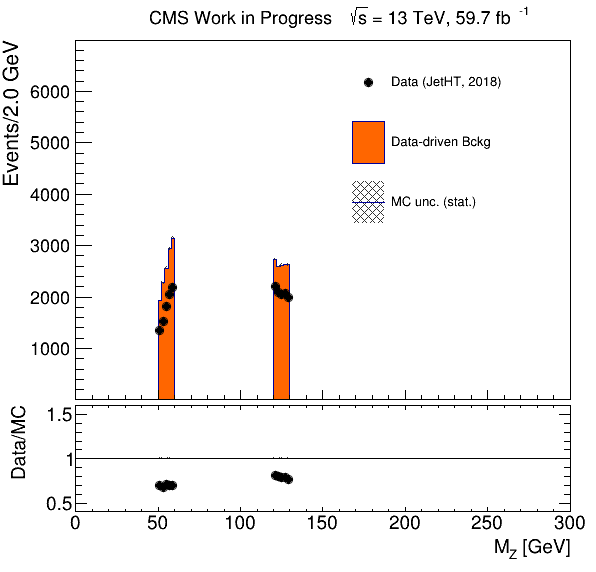 CMS Work in Progress √s = 13 TeV, 59.7 fb -1
Events/2.0 GeV
6000
5000
4000
3000
2000
1000
Data (JetHT, 2018)
Data-driven Bckg
MC unc. (stat.)
Data/MC
1.5
1
0.5
0 50 100 150 200 250 300
M_Z [GeV]